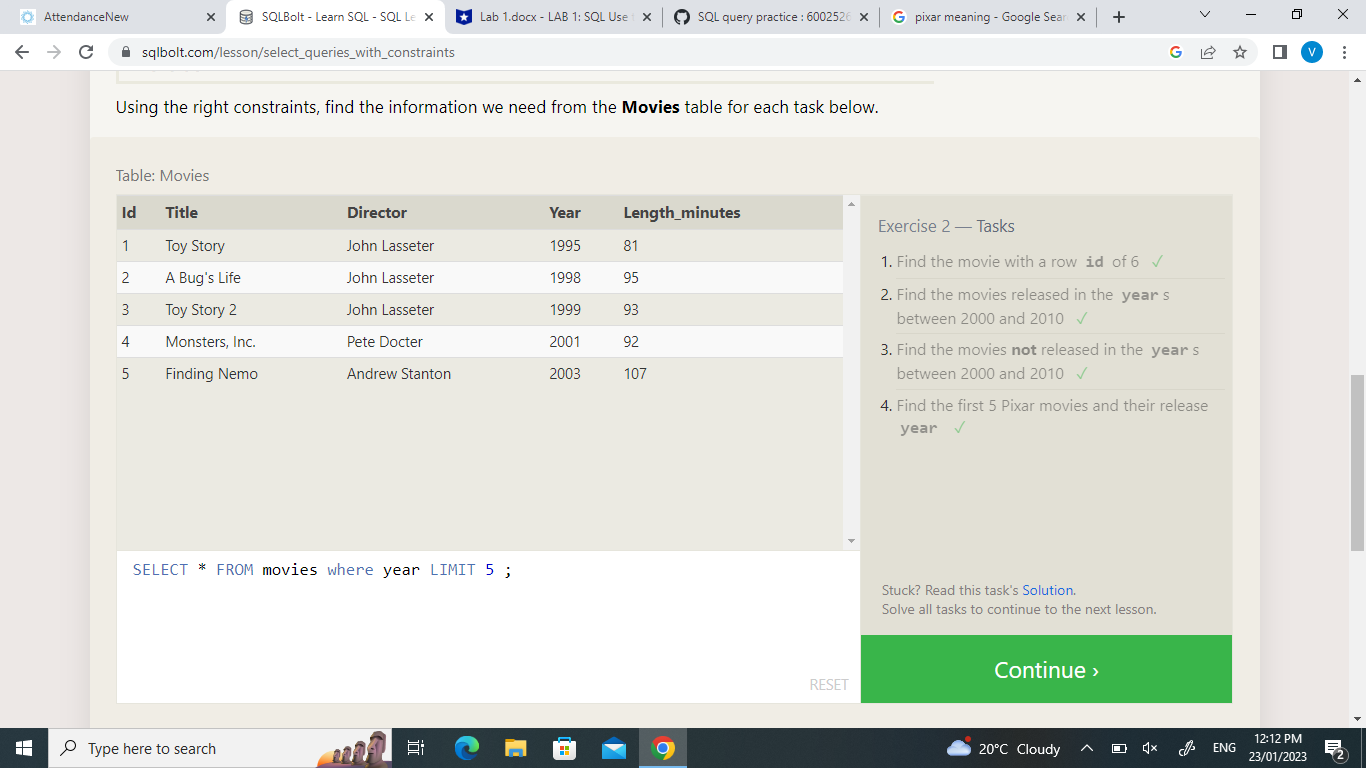 AttendanceNew
SQLBolt - Learn SQL - SQL Le
Lab 1.docx - LAB 1: SQL Use
SQL query practice : 6002526
pixar meaning - Google Sear
sqlbolt.com/lesson/select_queries_with_constraints
V
Using the right constraints, find the information we need from the Movies table for each task below.
Table: Movies
Id Title Director Year Length_minutes
1 Toy Story John Lasseter 1995 81
2 A Bug's Life John Lasseter 1998 95
3 Toy Story 2 John Lasseter 1999 93
4 Monsters, Inc. Pete Docter 2001 92
5 Finding Nemo Andrew Stanton 2003 107
SELECT * FROM movies where year LIMIT 5 ;
RESET
Exercise 2 — Tasks
1. Find the movie with a row id of 6 ✓
2. Find the movies released in the year s
between 2000 and 2010 ✓
3. Find the movies not released in the year s
between 2000 and 2010 ✓
4. Find the first 5 Pixar movies and their release
year ✓
Stuck? Read this task's Solution.
Solve all tasks to continue to the next lesson.
Continue ›
Type here to search
20°C Cloudy
ENG
12:12 PM
23/01/2023
2